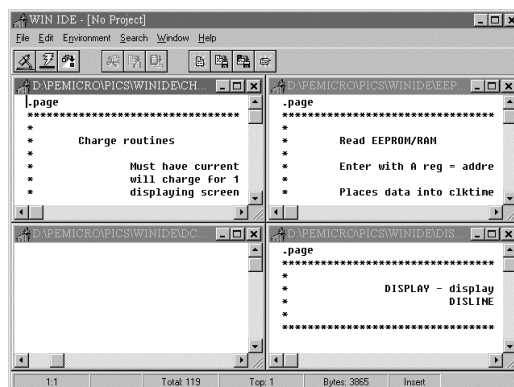 WIN IDE - [No Project]
File Edit Environment Search Window Help
D:\PEMICRO\PICS\WINIDE\CH...
.page
*********************************
*
* Charge routines
*
* Must have current
* will charge for 1
* displaying screen
D:\PEMICRO\PICS\WINIDE\EEP...
.page
*********************************
*
* Read EEPROM/RAM
*
* Enter with A reg = addre
*
* Places data into clktime
D:\PEMICRO\PICS\WINIDE\DC...
D:\PEMICRO\PICS\WINIDE\DIS...
.page
*********************************
*
* DISPLAY - display
* DISLINE
*
*********************************
1:1 Total: 119 Top: 1 Bytes: 3865 Insert